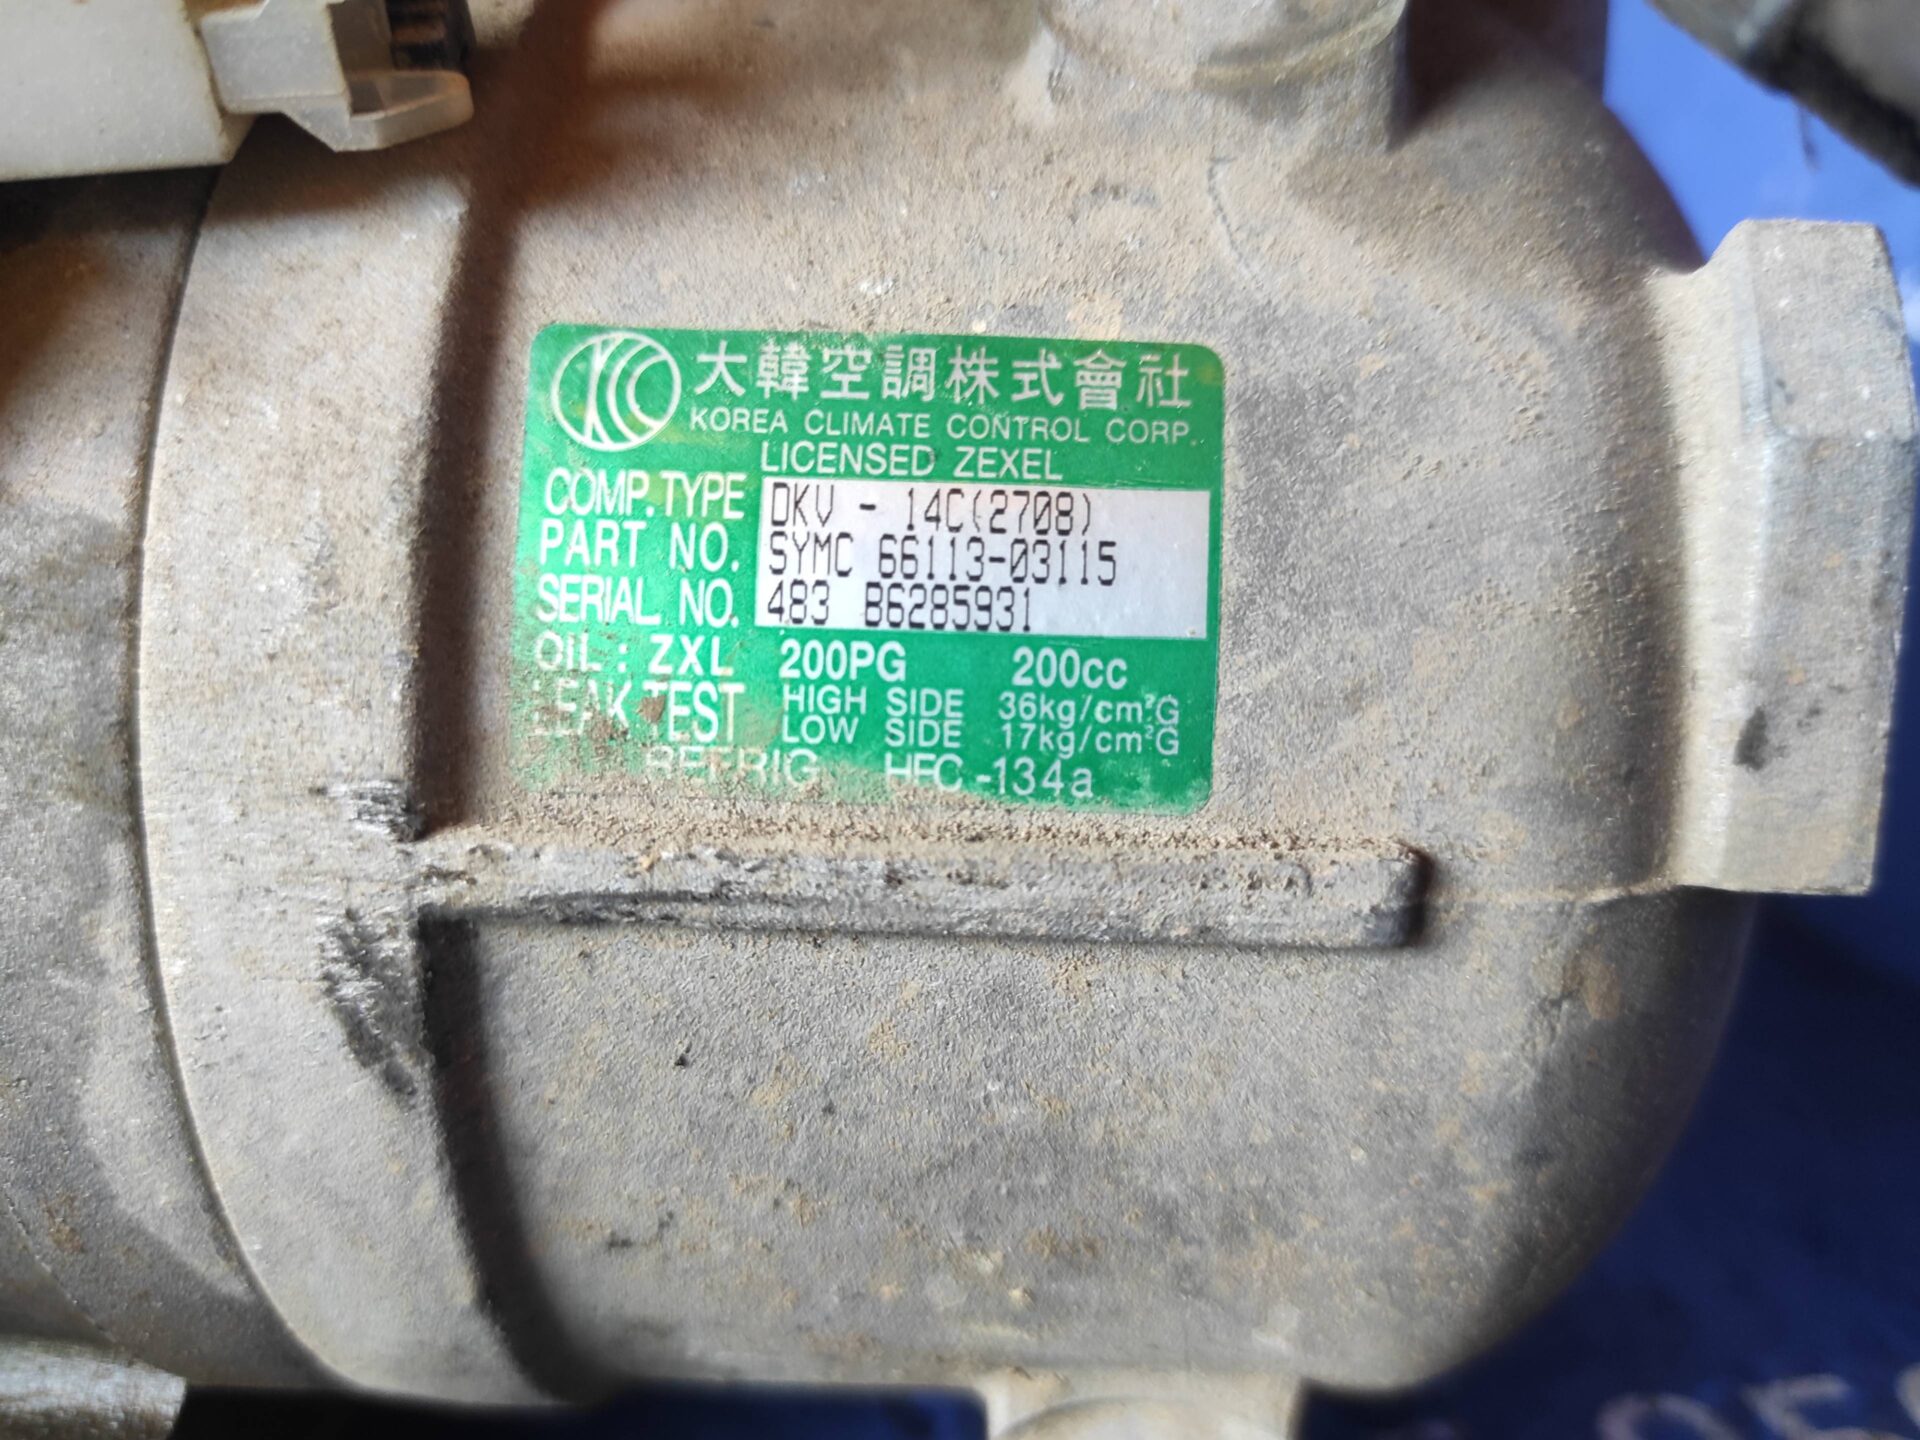 KCC 大韓空調株式會社
KOREA CLIMATE CONTROL CORP.
LICENSED ZEXEL
COMP.TYPE DKV - 14C(2708)
PART NO. SYMC 66113-03115
SERIAL NO. 483 B6285931
OIL : ZXL 200PG 200cc
LEAK TEST HIGH SIDE 36kg/cm²G
LOW SIDE 17kg/cm²G
REFRIG HFC-134a